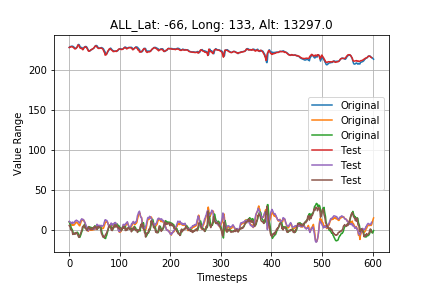 ALL_Lat: -66, Long: 133, Alt: 13297.0
Value Range
200
150
100
50
0
Original
Original
Original
Test
Test
Test
0 100 200 300 400 500 600
Timesteps